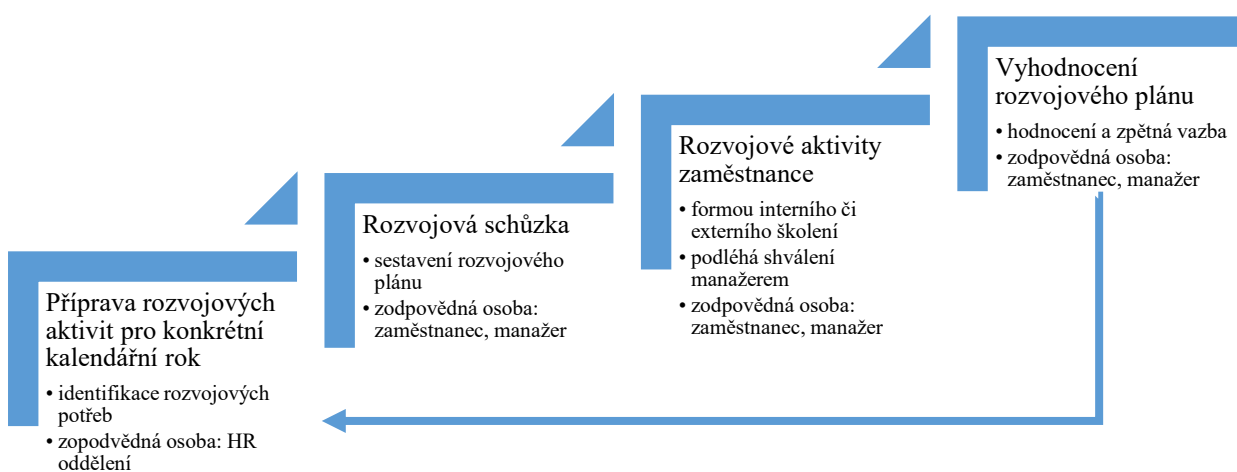 Příprava rozvojových
aktivit pro konkrétní
kalendářní rok
• identifikace rozvojových
potřeb
• zopodvědná osoba: HR
oddělení
Rozvojová schůzka
• sestavení rozvojového
plánu
• zodpovědná osoba:
zaměstnanec, manažer
Rozvojové aktivity
zaměstnance
• formou interního či
externího školení
• podléhá shválení
manažerem
• zodpovědná osoba:
zaměstnanec, manažer
Vyhodnocení
rozvojového plánu
• hodnocení a zpětná vazba
• zodpovědná osoba:
zaměstnanec, manažer